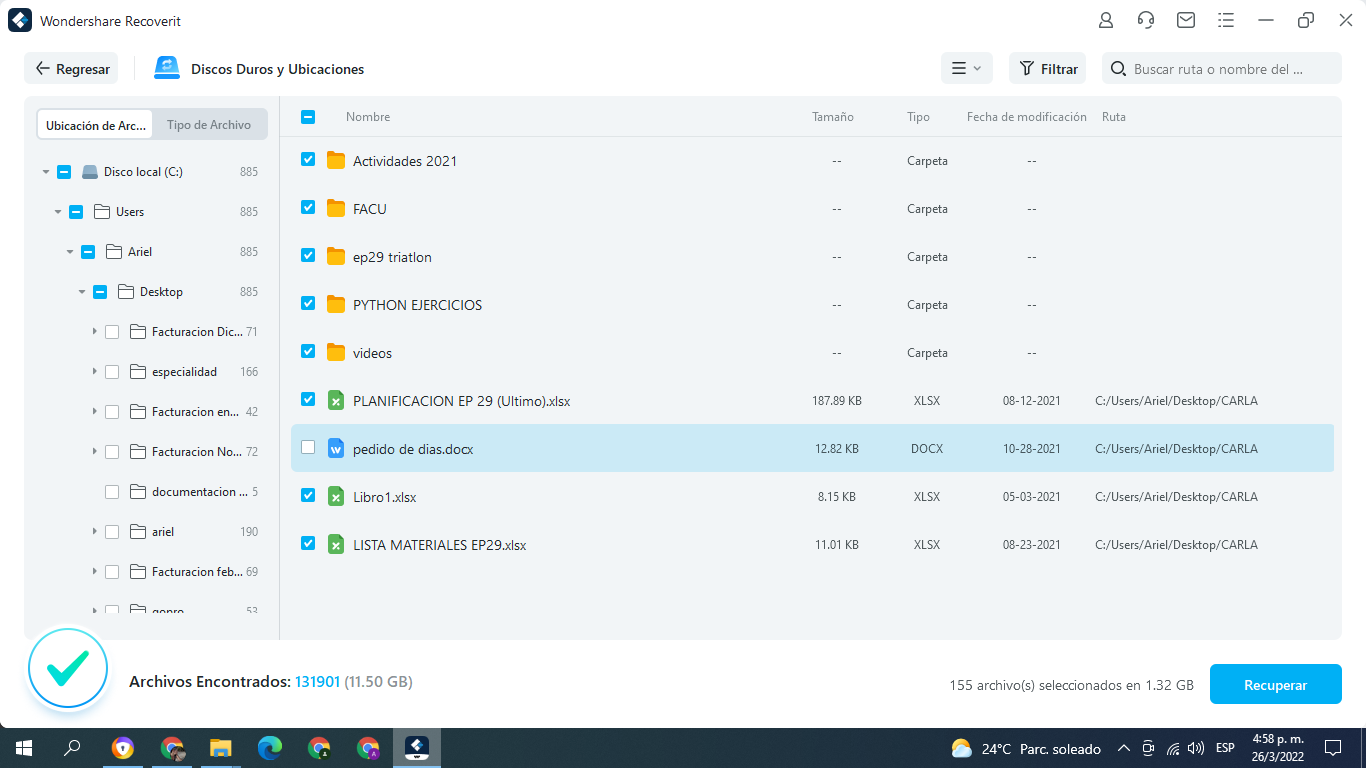 Wondershare Recoverit
Regresar
Discos Duros y Ubicaciones
Filtrar
Buscar ruta o nombre del ...
Ubicación de Arc...
Tipo de Archivo
Disco local (C:) 885
Users 885
Ariel 885
Desktop 885
Facturacion Dic... 71
especialidad 166
Facturacion en... 42
Facturacion No... 72
documentacion ... 5
ariel 190
Facturacion feb... 69
gopro 53
Nombre Tamaño Tipo Fecha de modificación Ruta
Actividades 2021 -- Carpeta --
FACU -- Carpeta --
ep29 triatlon -- Carpeta --
PYTHON EJERCICIOS -- Carpeta --
videos -- Carpeta --
PLANIFICACION EP 29 (Ultimo).xlsx 187.89 KB XLSX 08-12-2021 C:/Users/Ariel/Desktop/CARLA
pedido de dias.docx 12.82 KB DOCX 10-28-2021 C:/Users/Ariel/Desktop/CARLA
Libro1.xlsx 8.15 KB XLSX 05-03-2021 C:/Users/Ariel/Desktop/CARLA
LISTA MATERIALES EP29.xlsx 11.01 KB XLSX 08-23-2021 C:/Users/Ariel/Desktop/CARLA
Archivos Encontrados: 131901 (11.50 GB)
155 archivo(s) seleccionados en 1.32 GB
Recuperar
24°C Parc. soleado
ESP
4:58 p. m.
26/3/2022